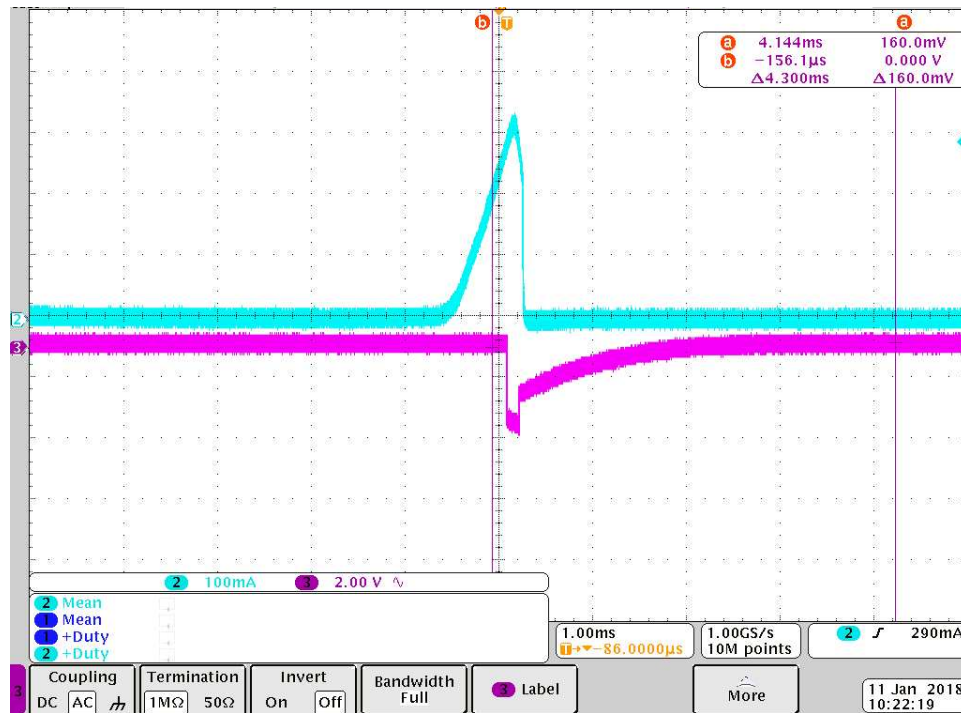 b T a
a 4.144ms 160.0mV
b −156.1µs 0.000 V
Δ4.300ms Δ160.0mV
2
3
2 100mA 3 2.00 V ∿
2 Mean
1 Mean
1 +Duty
2 +Duty
1.00ms
T→▾−86.0000µs
1.00GS/s
10M points
2 290mA
3
Coupling
DC AC
Termination
1MΩ 50Ω
Invert
On Off
Bandwidth
Full
3 Label
More
11 Jan 2018
10:22:19